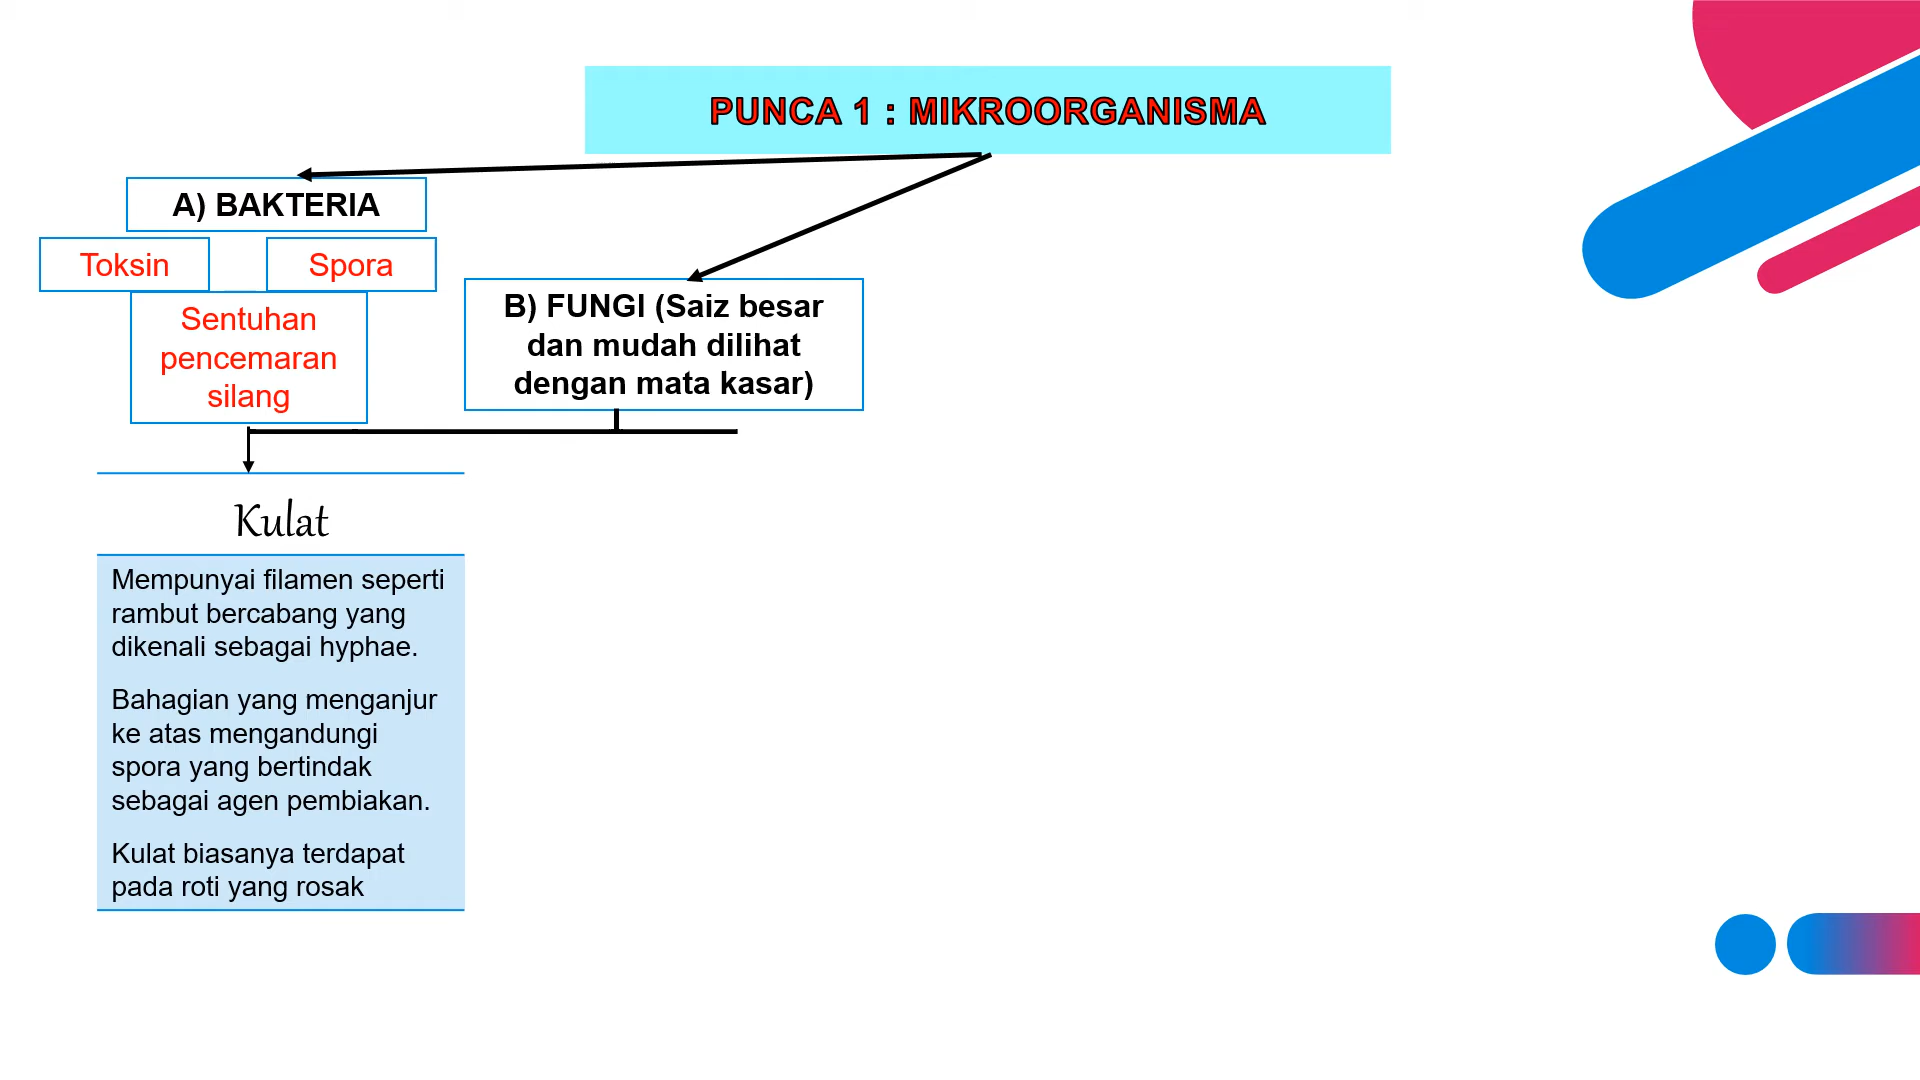 PUNCA 1 : MIKROORGANISMA
A) BAKTERIA
Toksin
Spora
Sentuhan
pencemaran
silang
B) FUNGI (Saiz besar
dan mudah dilihat
dengan mata kasar)
Kulat
Mempunyai filamen seperti
rambut bercabang yang
dikenali sebagai hyphae.
Bahagian yang menganjur
ke atas mengandungi
spora yang bertindak
sebagai agen pembiakan.
Kulat biasanya terdapat
pada roti yang rosak